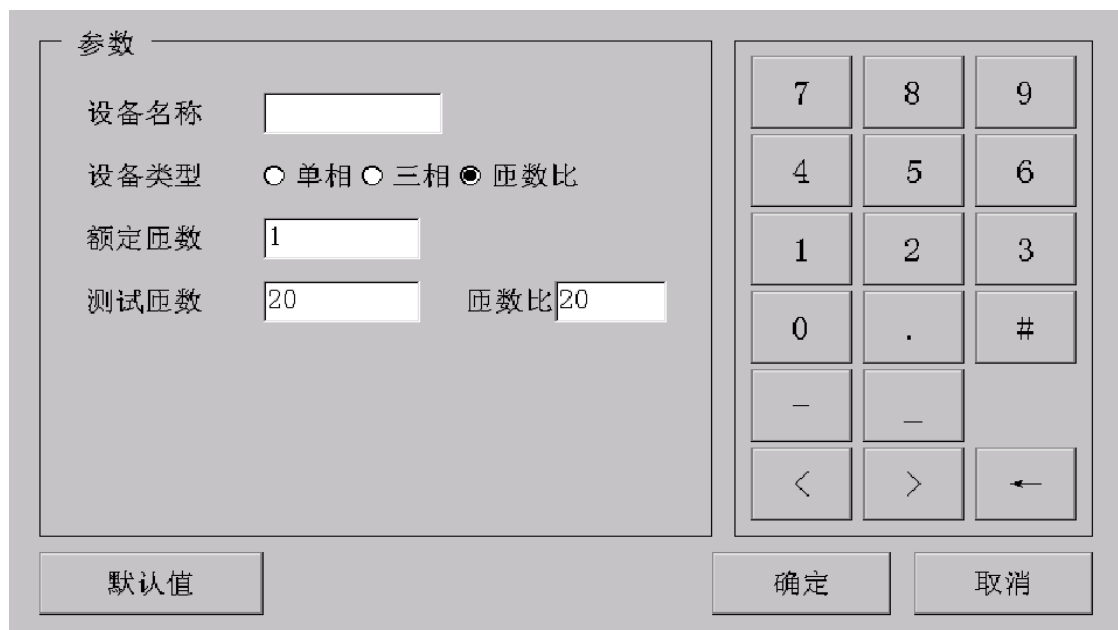 参数
设备名称
设备类型 单相 三相 匝数比
额定匝数 1
测试匝数 20 匝数比 20
7 8 9
4 5 6
1 2 3
0 . #
- _
< > ←
默认值 确定 取消